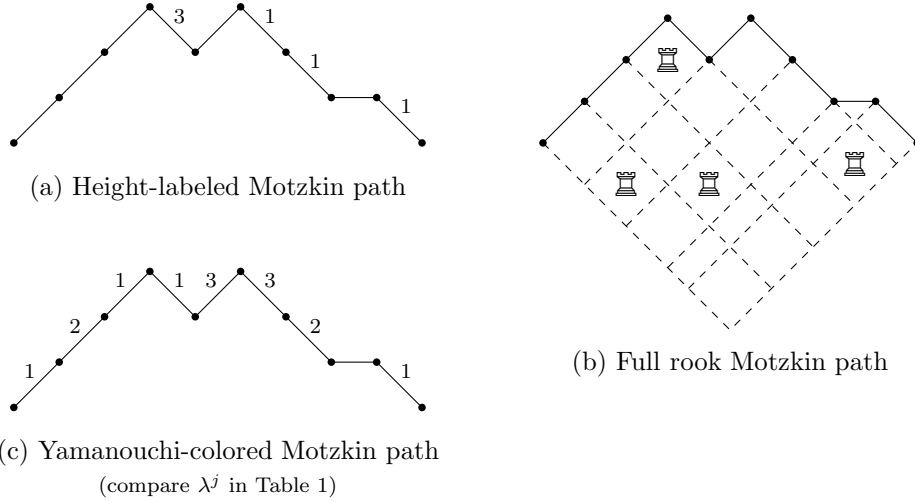 3 1
1
1
(a) Height-labeled Motzkin path
1 1 3 3
2 2
1 1
(b) Full rook Motzkin path
(c) Yamanouchi-colored Motzkin path
(compare λ^j in Table 1)